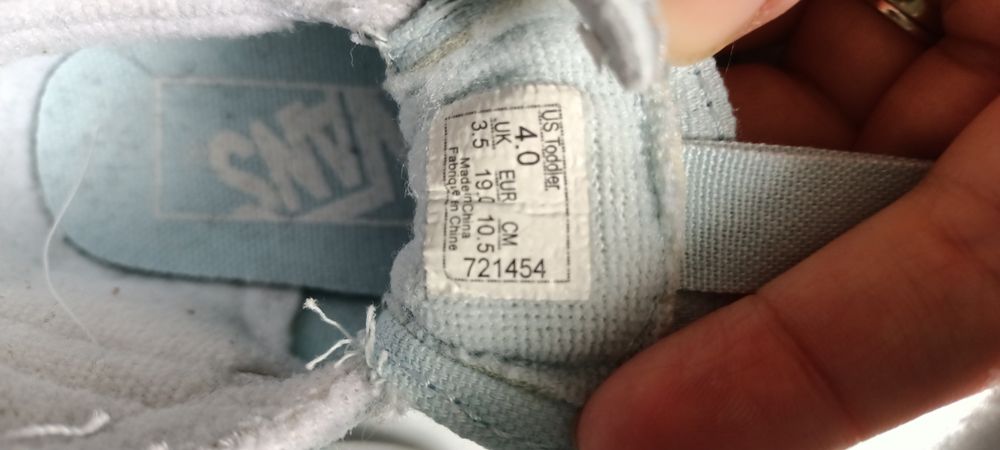 VANS
US Toddler
4.0
UK EUR CM
3.5 19.0 10.5
Made in China
Fabriqué en Chine
721454